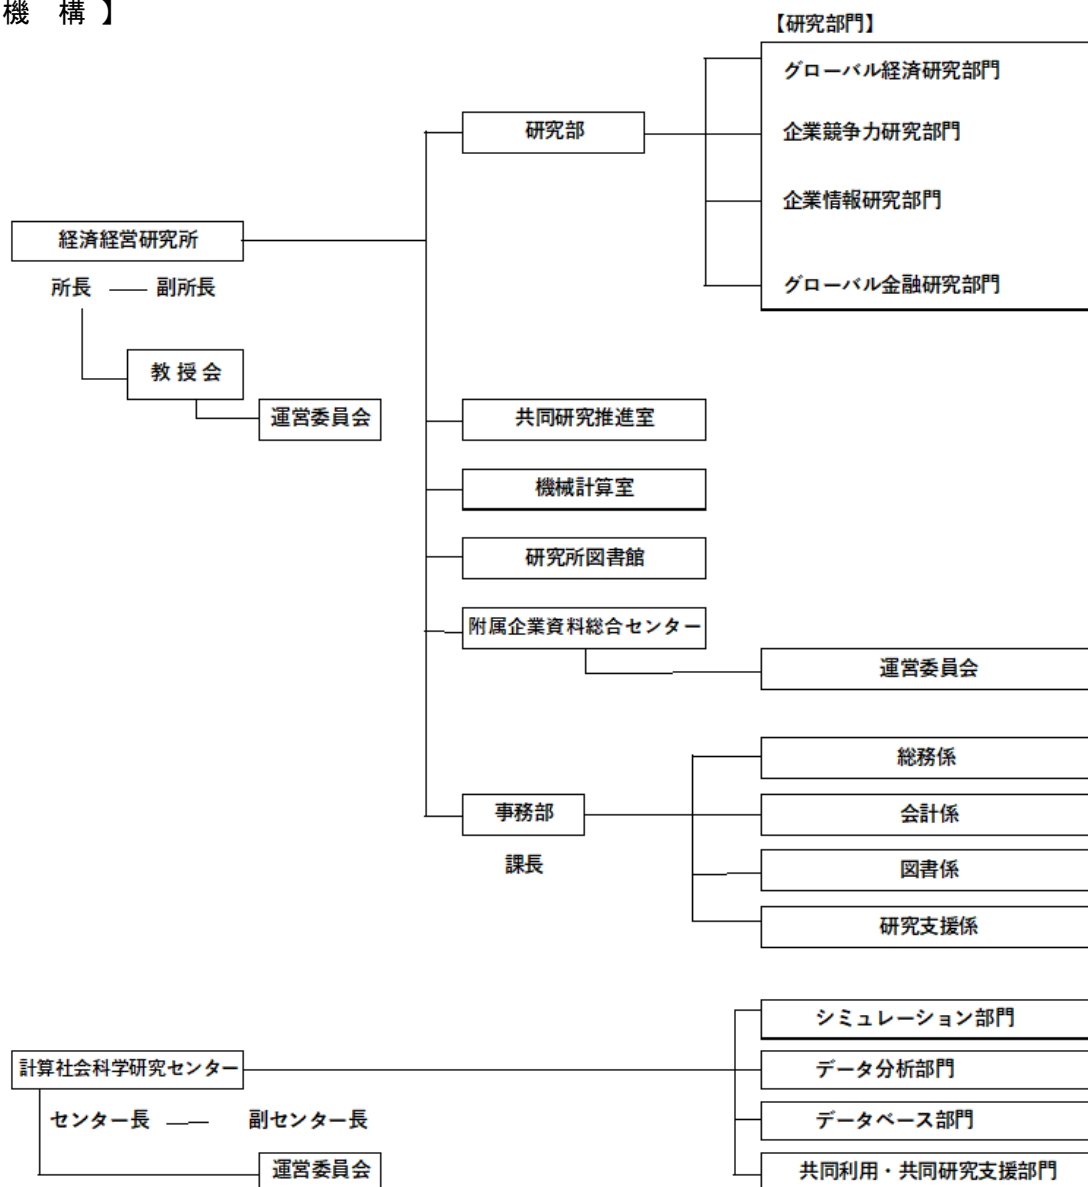 機 構 】
【研究部門】
グローバル経済研究部門
研究部
企業競争力研究部門
企業情報研究部門
経済経営研究所
所長 副所長
グローバル金融研究部門
教 授 会
運営委員会
共同研究推進室
機械計算室
研究所図書館
附属企業資料総合センター
運営委員会
総務係
事務部
会計係
課長
図書係
研究支援係
シミュレーション部門
計算社会科学研究センター
データ分析部門
センター長 副センター長
データベース部門
運営委員会
共同利用・共同研究支援部門